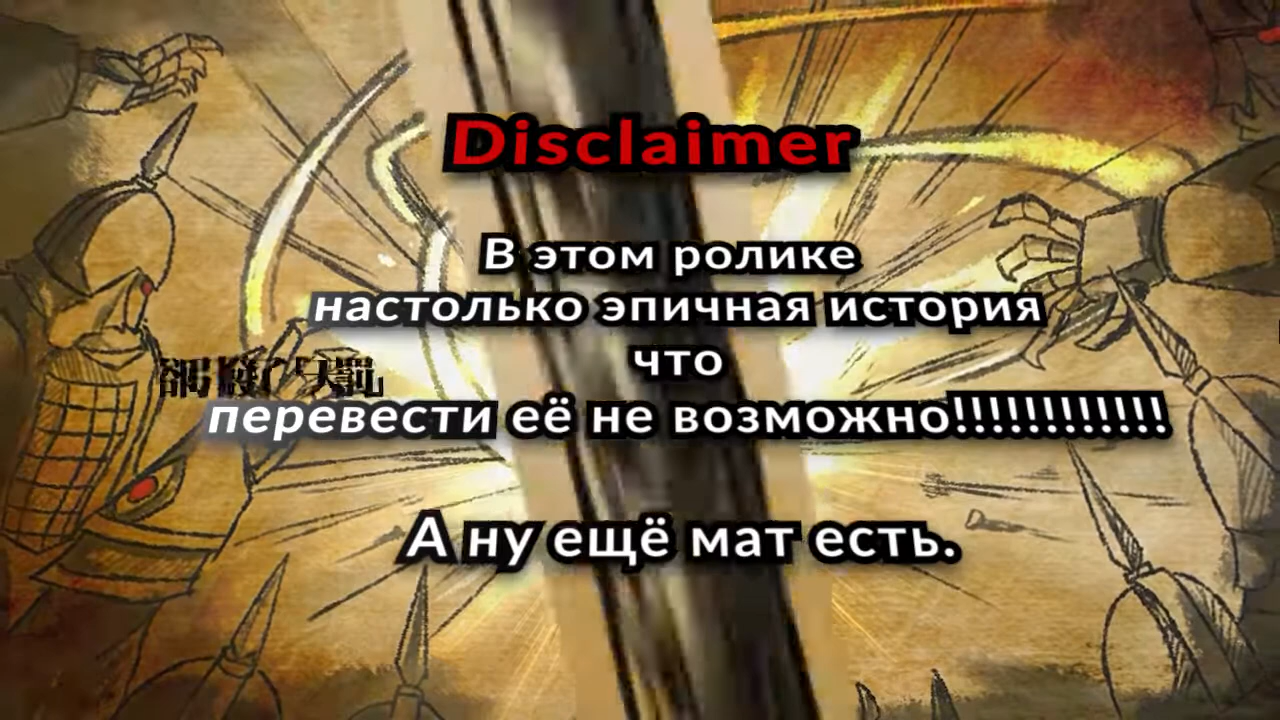 Disclaimer
В этом ролике
настолько эпичная история
что
перевести её не возможно!!!!!!!!!!!!
А ну ещё мат есть.